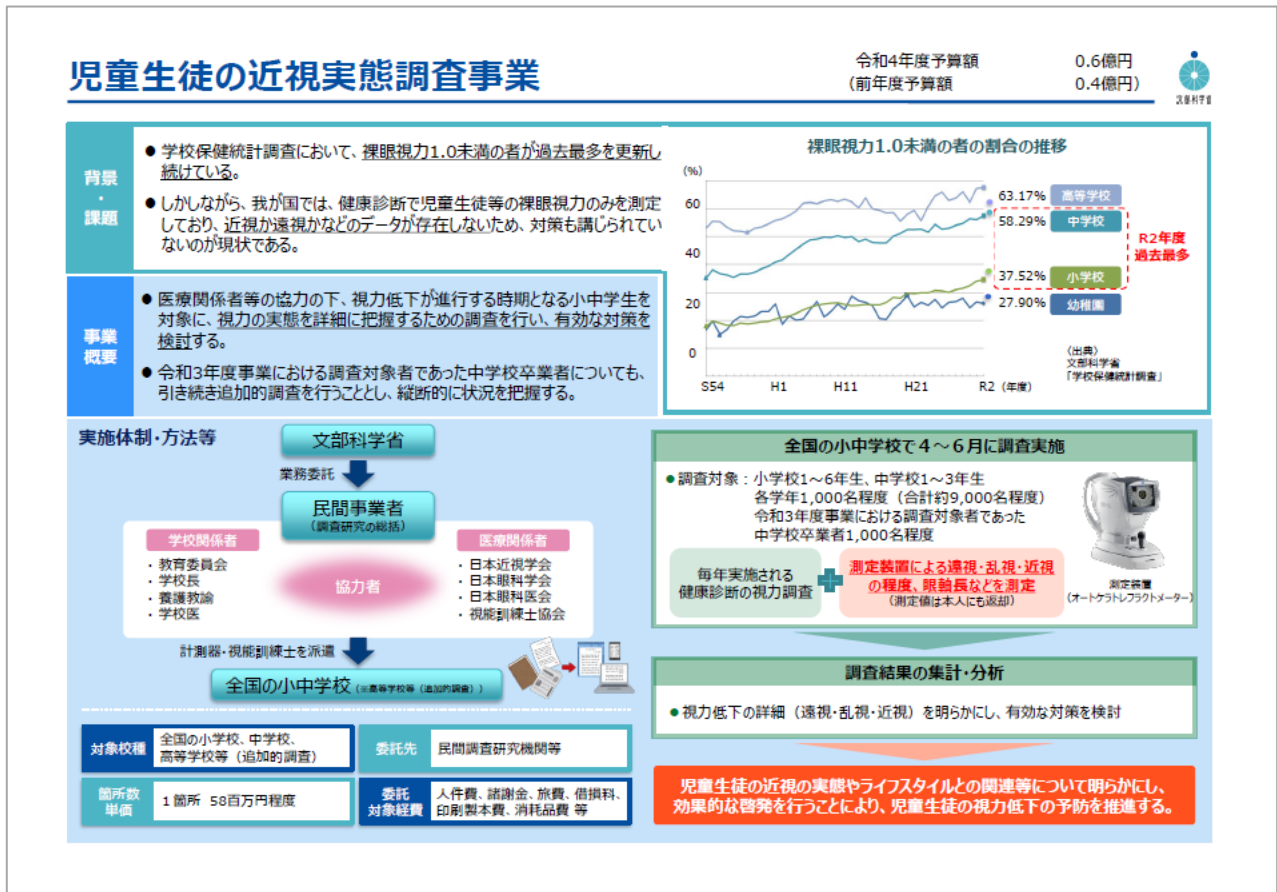 児童生徒の近視実態調査事業
令和4年度予算額 0.6億円
(前年度予算額 0.4億円)
文部科学省
背景
・
課題
● 学校保健統計調査において、裸眼視力1.0未満の者が過去最多を更新し
続けている。
● しかしながら、我が国では、健康診断で児童生徒等の裸眼視力のみを測定
しており、近視か遠視かなどのデータが存在しないため、対策も講じられてい
ないのが現状である。
事業
概要
● 医療関係者等の協力の下、視力低下が進行する時期となる小中学生を
対象に、視力の実態を詳細に把握するための調査を行い、有効な対策を
検討する。
● 令和3年度事業における調査対象者であった中学校卒業者についても、
引き続き追加的調査を行うこととし、縦断的に状況を把握する。
裸眼視力1.0未満の者の割合の推移
(%)
60
40
20
0
S54 H1 H11 H21 R2 (年度)
63.17% 高等学校
58.29% 中学校
37.52% 小学校
27.90% 幼稚園
R2年度
過去最多
〈出典〉
文部科学省
「学校保健統計調査」
実施体制・方法等
文部科学省
業務委託
民間事業者
(調査研究の総括)
学校関係者
・教育委員会
・学校長
・養護教諭
・学校医
協力者
医療関係者
・日本近視学会
・日本眼科学会
・日本眼科医会
・視能訓練士協会
計測器・視能訓練士を派遣
全国の小中学校(※高等学校等(追加的調査))
対象校種
全国の小学校、中学校、
高等学校等(追加的調査)
委託先
民間調査研究機関等
箇所数
単価
1箇所 58百万円程度
委託
対象経費
人件費、諸謝金、旅費、借損料、
印刷製本費、消耗品費 等
全国の小中学校で4~6月に調査実施
● 調査対象:小学校1~6年生、中学校1~3年生
各学年1,000名程度(合計約9,000名程度)
令和3年度事業における調査対象者であった
中学校卒業者1,000名程度
毎年実施される
健康診断の視力調査
測定装置による遠視・乱視・近視
の程度、眼軸長などを測定
(測定値は本人にも返却)
測定装置
(オートケラトレフラクトメーター)
調査結果の集計・分析
● 視力低下の詳細(遠視・乱視・近視)を明らかにし、有効な対策を検討
児童生徒の近視の実態やライフスタイルとの関連等について明らかにし、
効果的な啓発を行うことにより、児童生徒の視力低下の予防を推進する。